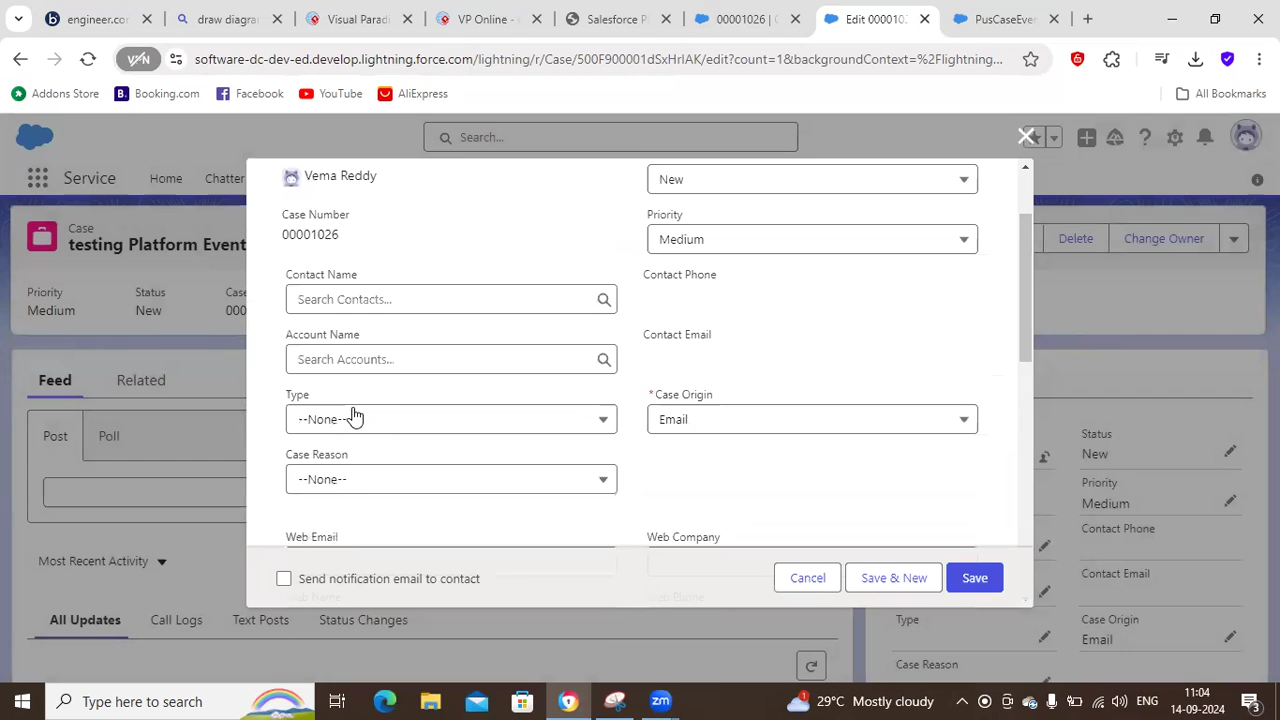 engineer.com
draw diagra
Visual Parad
VP Online -
Salesforce P
00001026 | C
Edit 000010
PusCaseEve
software-dc-dev-ed.develop.lightning.force.com/lightning/r/Case/500F900001dSxHrIAK/edit?count=1&backgroundContext=%2Flightning...
Addons Store
Booking.com
Facebook
YouTube
AliExpress
All Bookmarks
Search...
Service
Home
Chatter
Case
testing Platform Event
Delete
Change Owner
Priority
Status
Case
Medium
New
000
Vema Reddy
New
Case Number
Priority
00001026
Medium
Contact Name
Contact Phone
Search Contacts...
Account Name
Contact Email
Search Accounts...
Type
*Case Origin
--None--
Email
Case Reason
--None--
Web Email
Web Company
Send notification email to contact
Cancel
Save & New
Save
Feed
Related
Post
Poll
Most Recent Activity
All Updates
Call Logs
Text Posts
Status Changes
Status
New
Priority
Medium
Contact Phone
Contact Email
Type
Case Origin
Email
Case Reason
Type here to search
29°C Mostly cloudy
ENG
11:04
14-09-2024